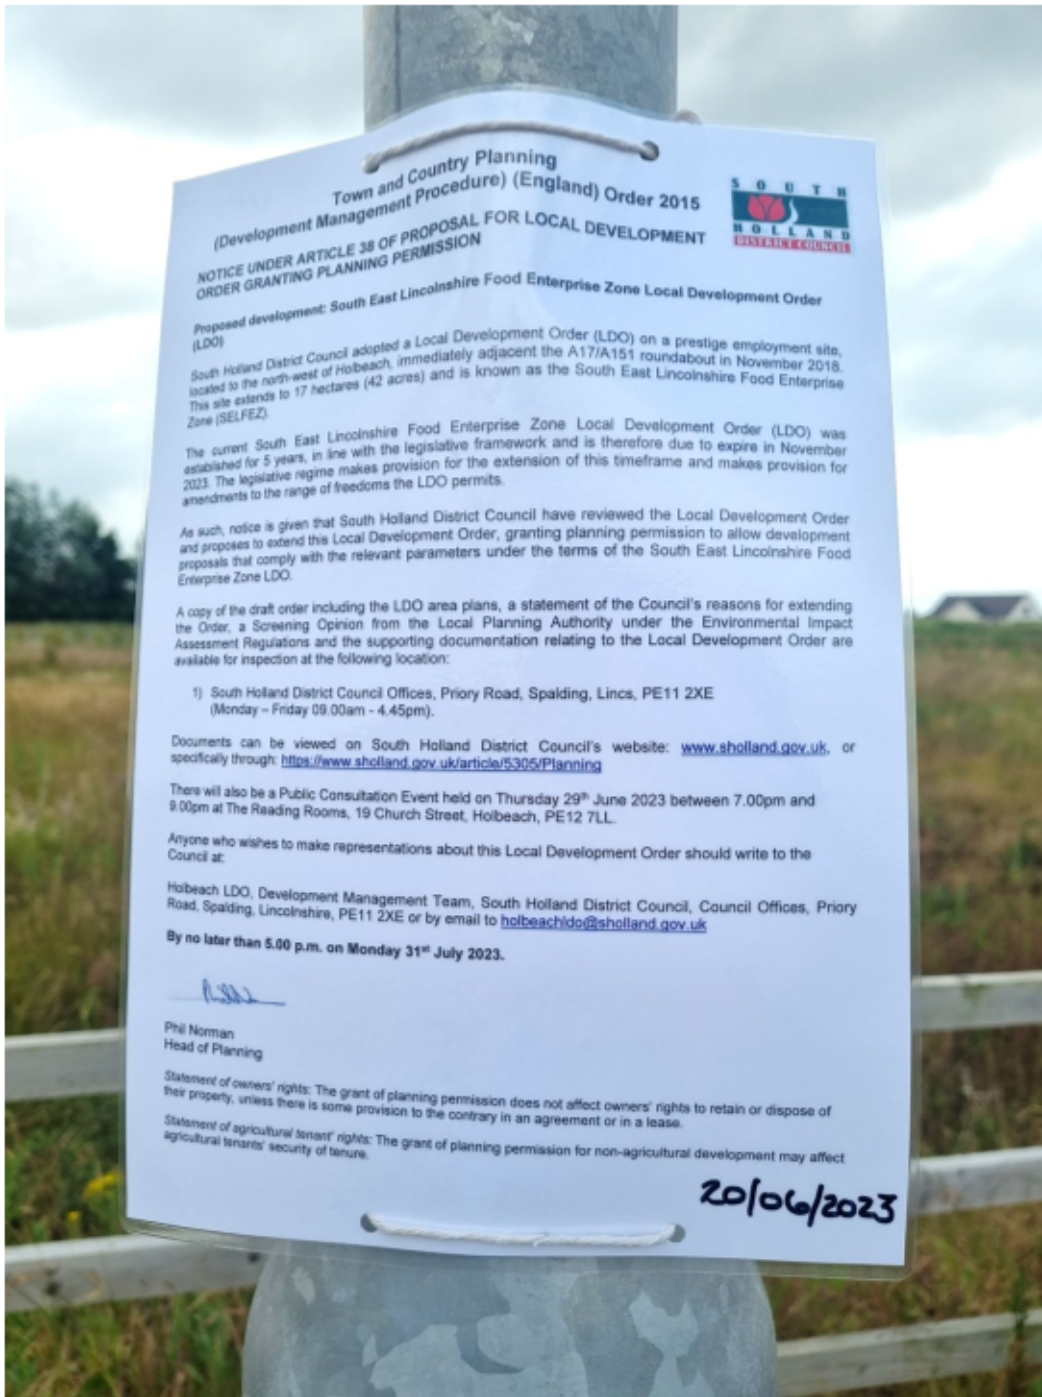 Town and Country Planning
(Development Management Procedure) (England) Order 2015
SOUTH
HOLLAND
DISTRICT COUNCIL
NOTICE UNDER ARTICLE 38 OF PROPOSAL FOR LOCAL DEVELOPMENT
ORDER GRANTING PLANNING PERMISSION
Proposed development: South East Lincolnshire Food Enterprise Zone Local Development Order
(LDO)
South Holland District Council adopted a Local Development Order (LDO) on a prestige employment site,
located to the north-west of Holbeach, immediately adjacent the A17/A151 roundabout in November 2018.
This site extends to 17 hectares (42 acres) and is known as the South East Lincolnshire Food Enterprise
Zone (SELFEZ).
The current South East Lincolnshire Food Enterprise Zone Local Development Order (LDO) was
established for 5 years, in line with the legislative framework and is therefore due to expire in November
2023. The legislative regime makes provision for the extension of this timeframe and makes provision for
amendments to the range of freedoms the LDO permits.
As such, notice is given that South Holland District Council have reviewed the Local Development Order
and proposes to extend this Local Development Order, granting planning permission to allow development
proposals that comply with the relevant parameters under the terms of the South East Lincolnshire Food
Enterprise Zone LDO.
A copy of the draft order including the LDO area plans, a statement of the Council's reasons for extending
the Order, a Screening Opinion from the Local Planning Authority under the Environmental Impact
Assessment Regulations and the supporting documentation relating to the Local Development Order are
available for inspection at the following location:
1) South Holland District Council Offices, Priory Road, Spalding, Lincs, PE11 2XE
(Monday – Friday 09.00am - 4.45pm).
Documents can be viewed on South Holland District Council's website: www.sholland.gov.uk, or
specifically through: https://www.sholland.gov.uk/article/5305/Planning
There will also be a Public Consultation Event held on Thursday 29th June 2023 between 7.00pm and
9.00pm at The Reading Rooms, 19 Church Street, Holbeach, PE12 7LL.
Anyone who wishes to make representations about this Local Development Order should write to the
Council at:
Holbeach LDO, Development Management Team, South Holland District Council, Council Offices, Priory
Road, Spalding, Lincolnshire, PE11 2XE or by email to holbeachldo@sholland.gov.uk
By no later than 5.00 p.m. on Monday 31st July 2023.
Phil Norman
Head of Planning
Statement of owners' rights: The grant of planning permission does not affect owners' rights to retain or dispose of
their property, unless there is some provision to the contrary in an agreement or in a lease.
Statement of agricultural tenant' rights: The grant of planning permission for non-agricultural development may affect
agricultural tenants' security of tenure.
20/06/2023